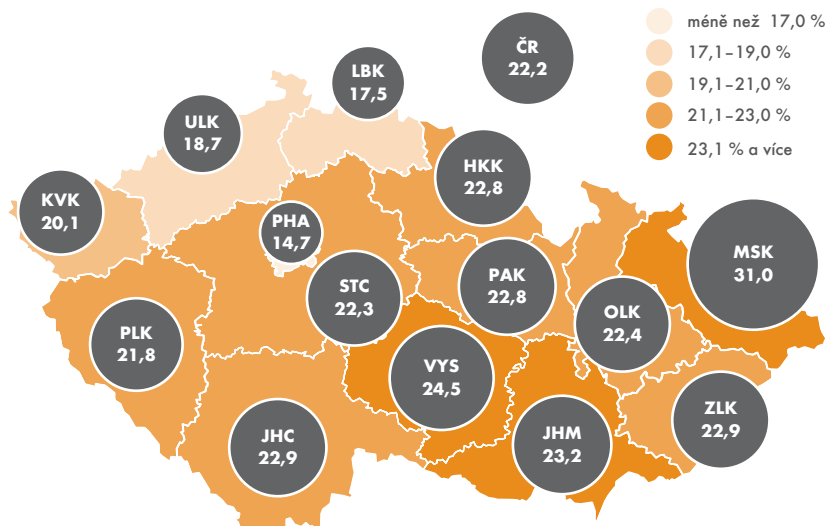 méně než 17,0 %
17,1–19,0 %
19,1–21,0 %
21,1–23,0 %
23,1 % a více
ČR
22,2
LBK
17,5
ULK
18,7
HKK
22,8
KVK
20,1
PHA
14,7
MSK
31,0
STC
22,3
PAK
22,8
OLK
22,4
PLK
21,8
VYS
24,5
ZLK
22,9
JHC
22,9
JHM
23,2